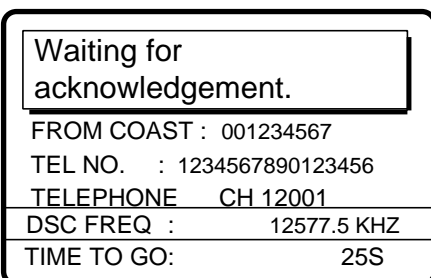 Waiting for
acknowledgement.
FROM COAST : 001234567
TEL NO. : 1234567890123456
TELEPHONE CH 12001
DSC FREQ : 12577.5 KHZ
TIME TO GO: 25S